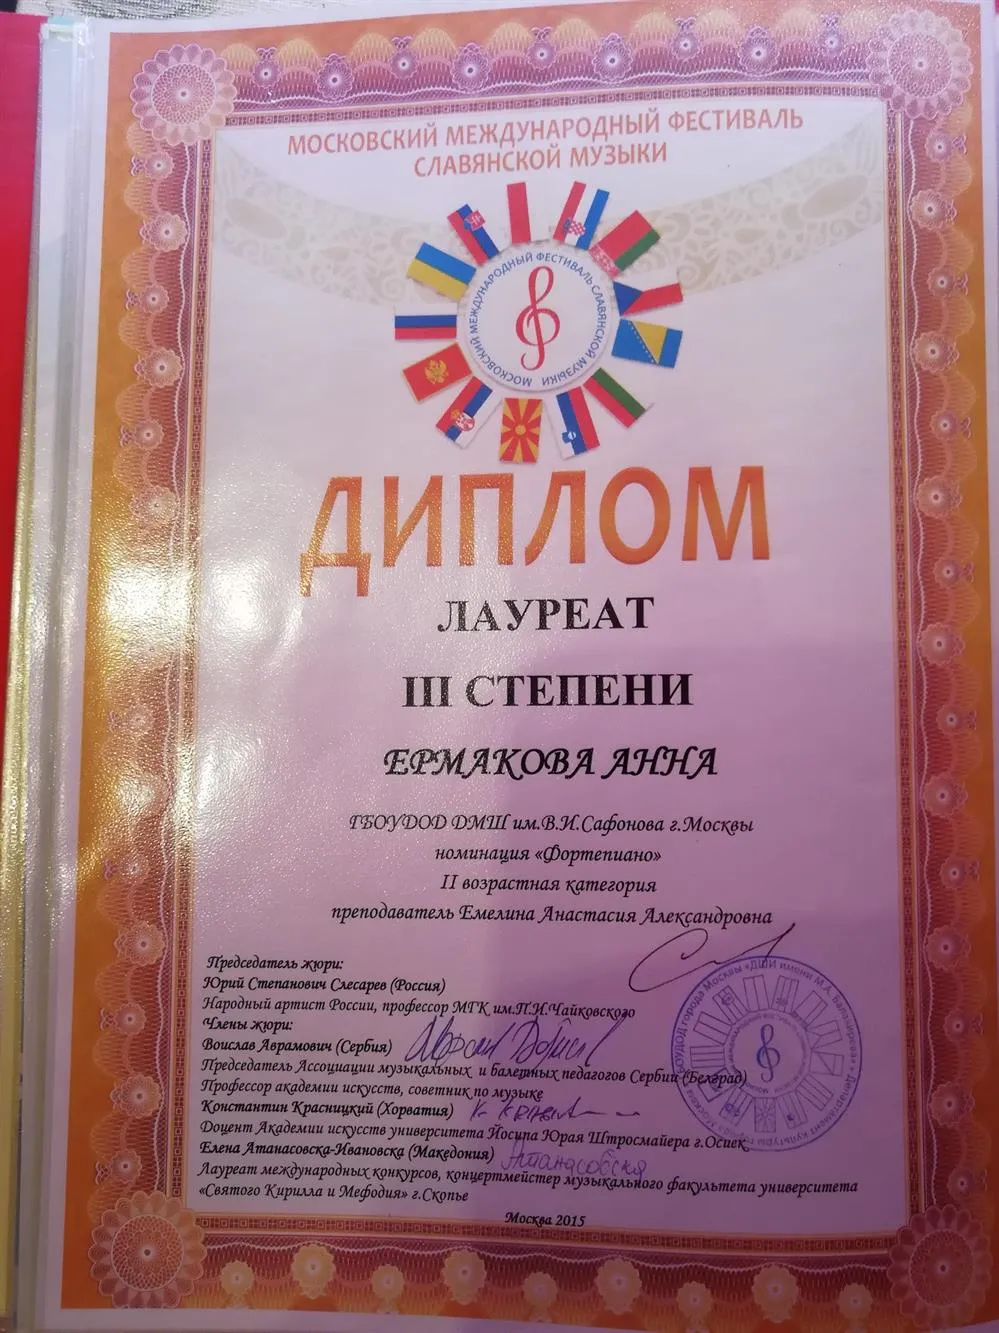 МОСКОВСКИЙ МЕЖДУНАРОДНЫЙ ФЕСТИВАЛЬ
СЛАВЯНСКОЙ МУЗЫКИ
МОСКОВСКИЙ МЕЖДУНАРОДНЫЙ ФЕСТИВАЛЬ СЛАВЯНСКОЙ МУЗЫКИ
ДИПЛОМ
ЛАУРЕАТ
III СТЕПЕНИ
ЕРМАКОВА АННА
ГБОУДОД ДМШ им.В.И.Сафонова г.Москвы
номинация «Фортепиано»
II возрастная категория
преподаватель Емелина Анастасия Александровна
Председатель жюри:
Юрий Степанович Слесарев (Россия)
Народный артист России, профессор МГК им.П.И.Чайковского
Члены жюри:
Воислав Аврамович (Сербия)
Председатель Ассоциации музыкальных и балетных педагогов Сербии (Белград)
Профессор академии искусств, советник по музыке
Константин Красницкий (Хорватия)
Доцент Академии искусств университета Йосипа Юрая Штросмайера г.Осиек
Елена Атанасовска-Ивановска (Македония)
Лауреат международных конкурсов, концертмейстер музыкального факультета университета
«Святого Кирилла и Мефодия» г.Скопье
Москва 2015